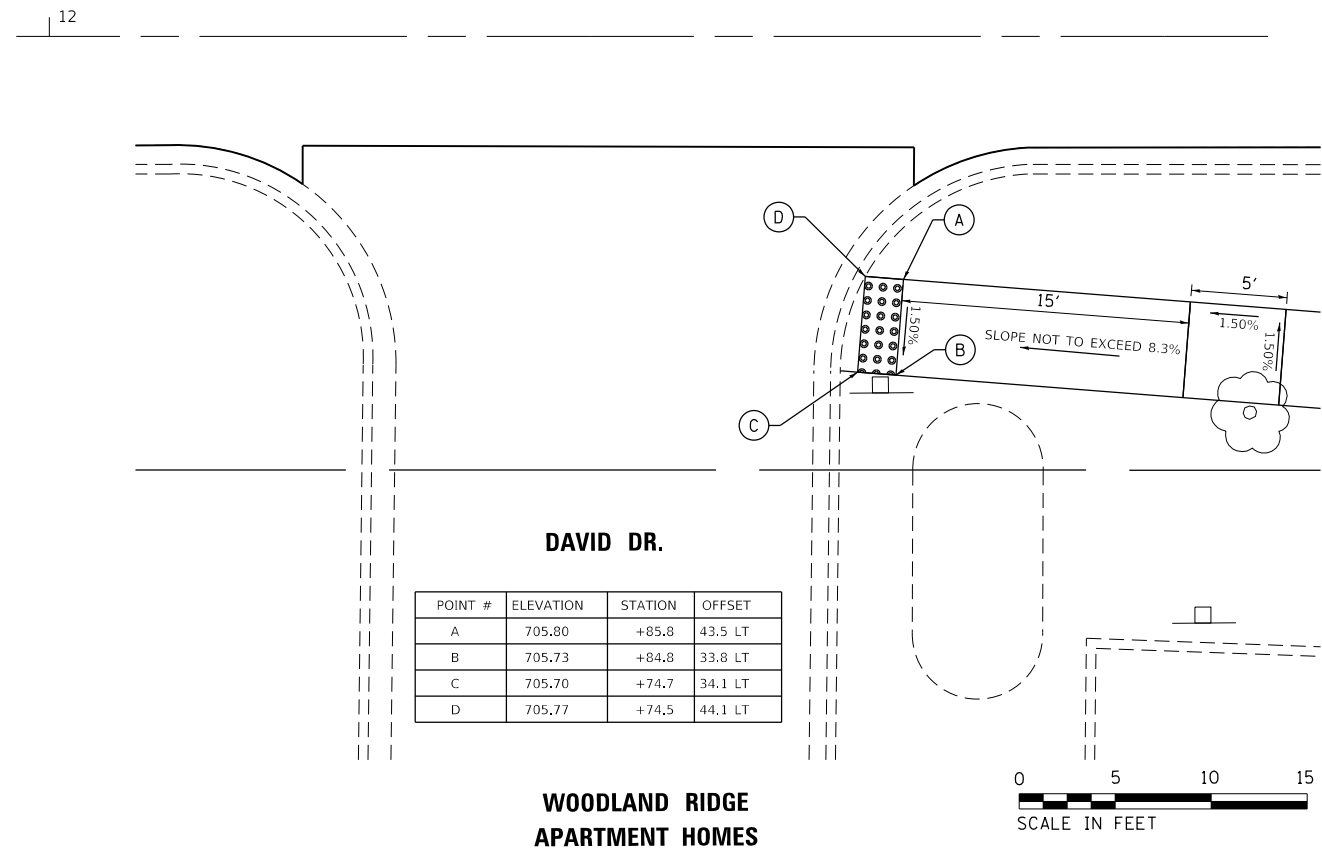 12
D
A
5'
15'
1.50%
1.50%
SLOPE NOT TO EXCEED 8.3%
1.50%
B
C
DAVID DR.
POINT # ELEVATION STATION OFFSET
A 705.80 +85.8 43.5 LT
B 705.73 +84.8 33.8 LT
C 705.70 +74.7 34.1 LT
D 705.77 +74.5 44.1 LT
WOODLAND RIDGE
APARTMENT HOMES
0 5 10 15
SCALE IN FEET